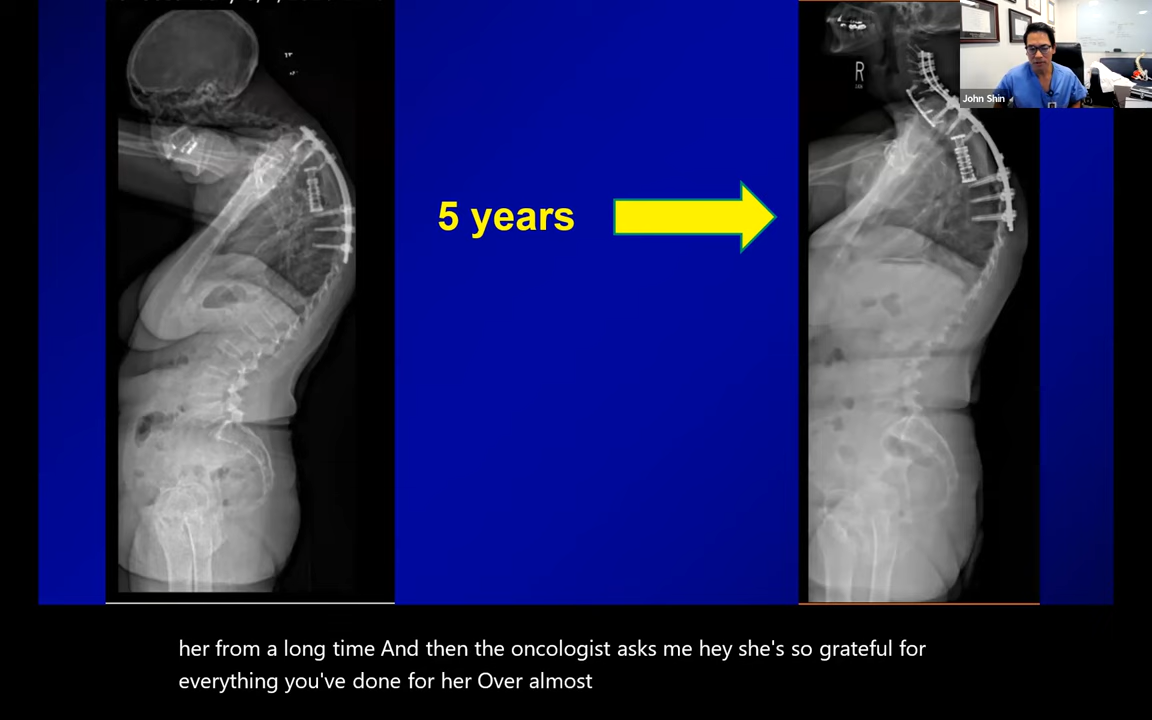 5 years
R
John Shin
her from a long time And then the oncologist asks me hey she's so grateful for
everything you've done for her Over almost